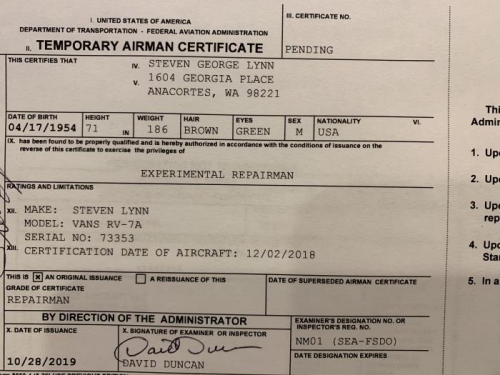 I. UNITED STATES OF AMERICA
DEPARTMENT OF TRANSPORTATION - FEDERAL AVIATION ADMINISTRATION
II. TEMPORARY AIRMAN CERTIFICATE
III. CERTIFICATE NO.
PENDING
THIS CERTIFIES THAT
IV. STEVEN GEORGE LYNN
V. 1604 GEORGIA PLACE
ANACORTES, WA 98221
DATE OF BIRTH HEIGHT WEIGHT HAIR EYES SEX NATIONALITY VI.
04/17/1954 71 IN 186 BROWN GREEN M USA
IX. has been found to be properly qualified and is hereby authorized in accordance with the conditions of issuance on the
reverse of this certificate to exercise the privileges of
EXPERIMENTAL REPAIRMAN
RATINGS AND LIMITATIONS
XII. MAKE: STEVEN LYNN
MODEL: VANS RV-7A
SERIAL NO: 73353
XIII. CERTIFICATION DATE OF AIRCRAFT: 12/02/2018
THIS IS X AN ORIGINAL ISSUANCE A REISSUANCE OF THIS
GRADE OF CERTIFICATE
REPAIRMAN
DATE OF SUPERSEDED AIRMAN CERTIFICATE
BY DIRECTION OF THE ADMINISTRATOR
X. DATE OF ISSUANCE
10/28/2019
X. SIGNATURE OF EXAMINER OR INSPECTOR
David Duncan
DAVID DUNCAN
EXAMINER'S DESIGNATION NO. OR
INSPECTOR'S REG. NO.
NM01 (SEA-FSDO)
DATE DESIGNATION EXPIRES
Thi
Admi
1. Upo
2. Upo
3. Upo
rep
4. Upo
Sta
5. In a